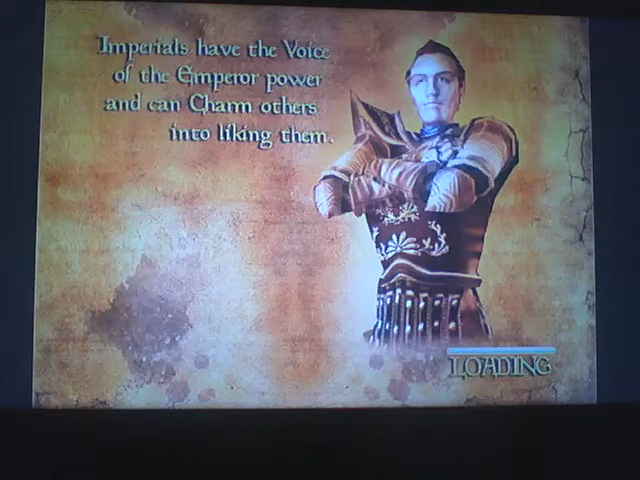 Imperials have the Voice
of the Emperor power
and can Charm others
into liking them.
LOADING